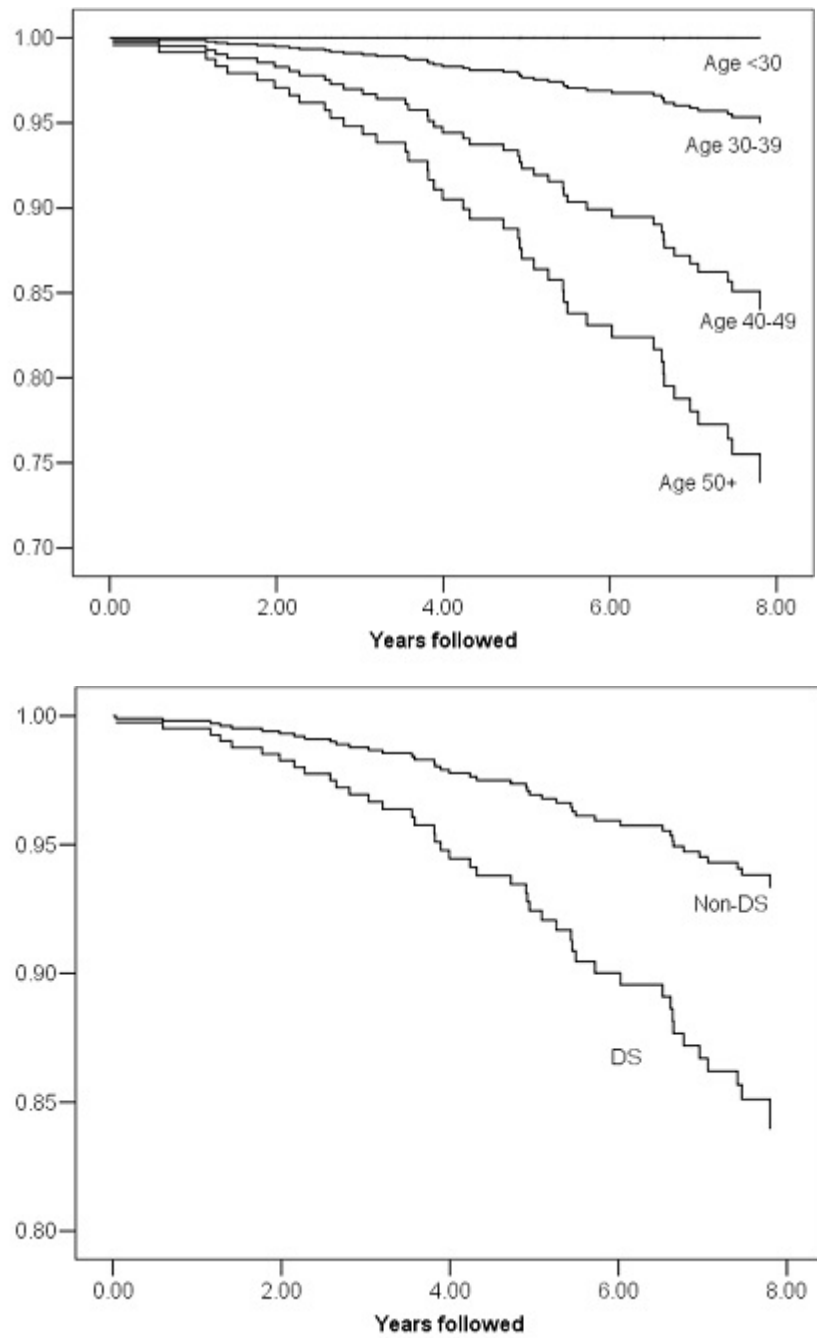 1.00
Age <30
0.95
Age 30-39
0.90
0.85
Age 40-49
0.80
0.75
Age 50+
0.70
0.00 2.00 4.00 6.00 8.00
Years followed
1.00
0.95
Non-DS
0.90
DS
0.85
0.80
0.00 2.00 4.00 6.00 8.00
Years followed